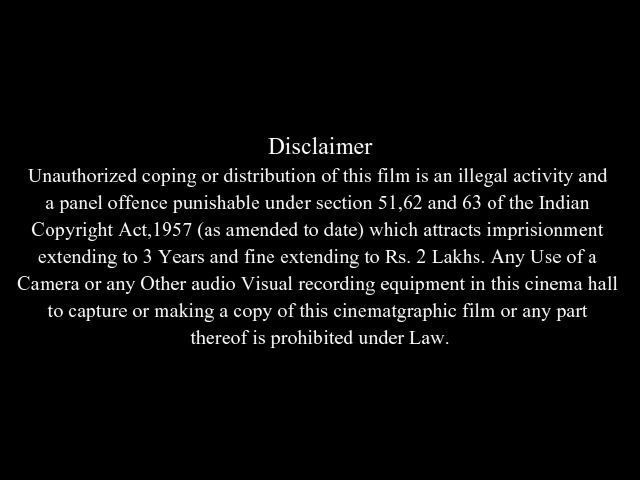 Disclaimer
Unauthorized coping or distribution of this film is an illegal activity and
a panel offence punishable under section 51,62 and 63 of the Indian
Copyright Act,1957 (as amended to date) which attracts imprisionment
extending to 3 Years and fine extending to Rs. 2 Lakhs. Any Use of a
Camera or any Other audio Visual recording equipment in this cinema hall
to capture or making a copy of this cinematgraphic film or any part
thereof is prohibited under Law.